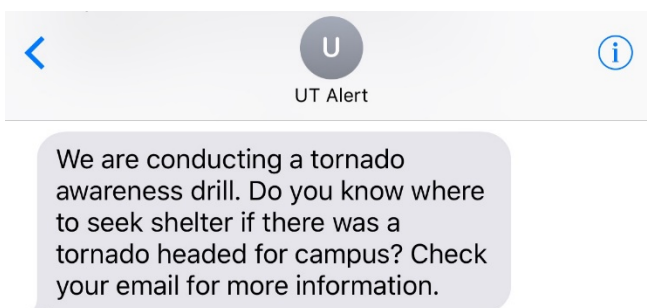 U
UT Alert
We are conducting a tornado
awareness drill. Do you know where
to seek shelter if there was a
tornado headed for campus? Check
your email for more information.